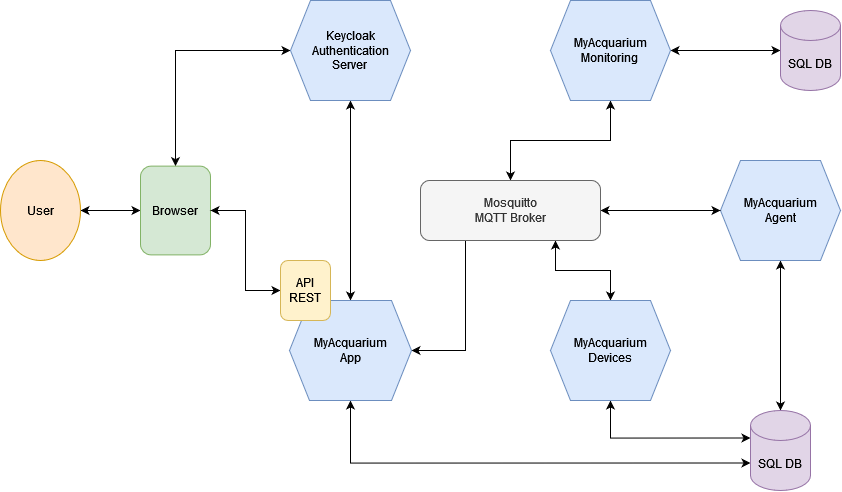 Keycloak
Authentication
Server
MyAcquarium
Monitoring
SQL DB
User
Browser
Mosquitto
MQTT Broker
MyAcquarium
Agent
API
REST
MyAcquarium
App
MyAcquarium
Devices
SQL DB